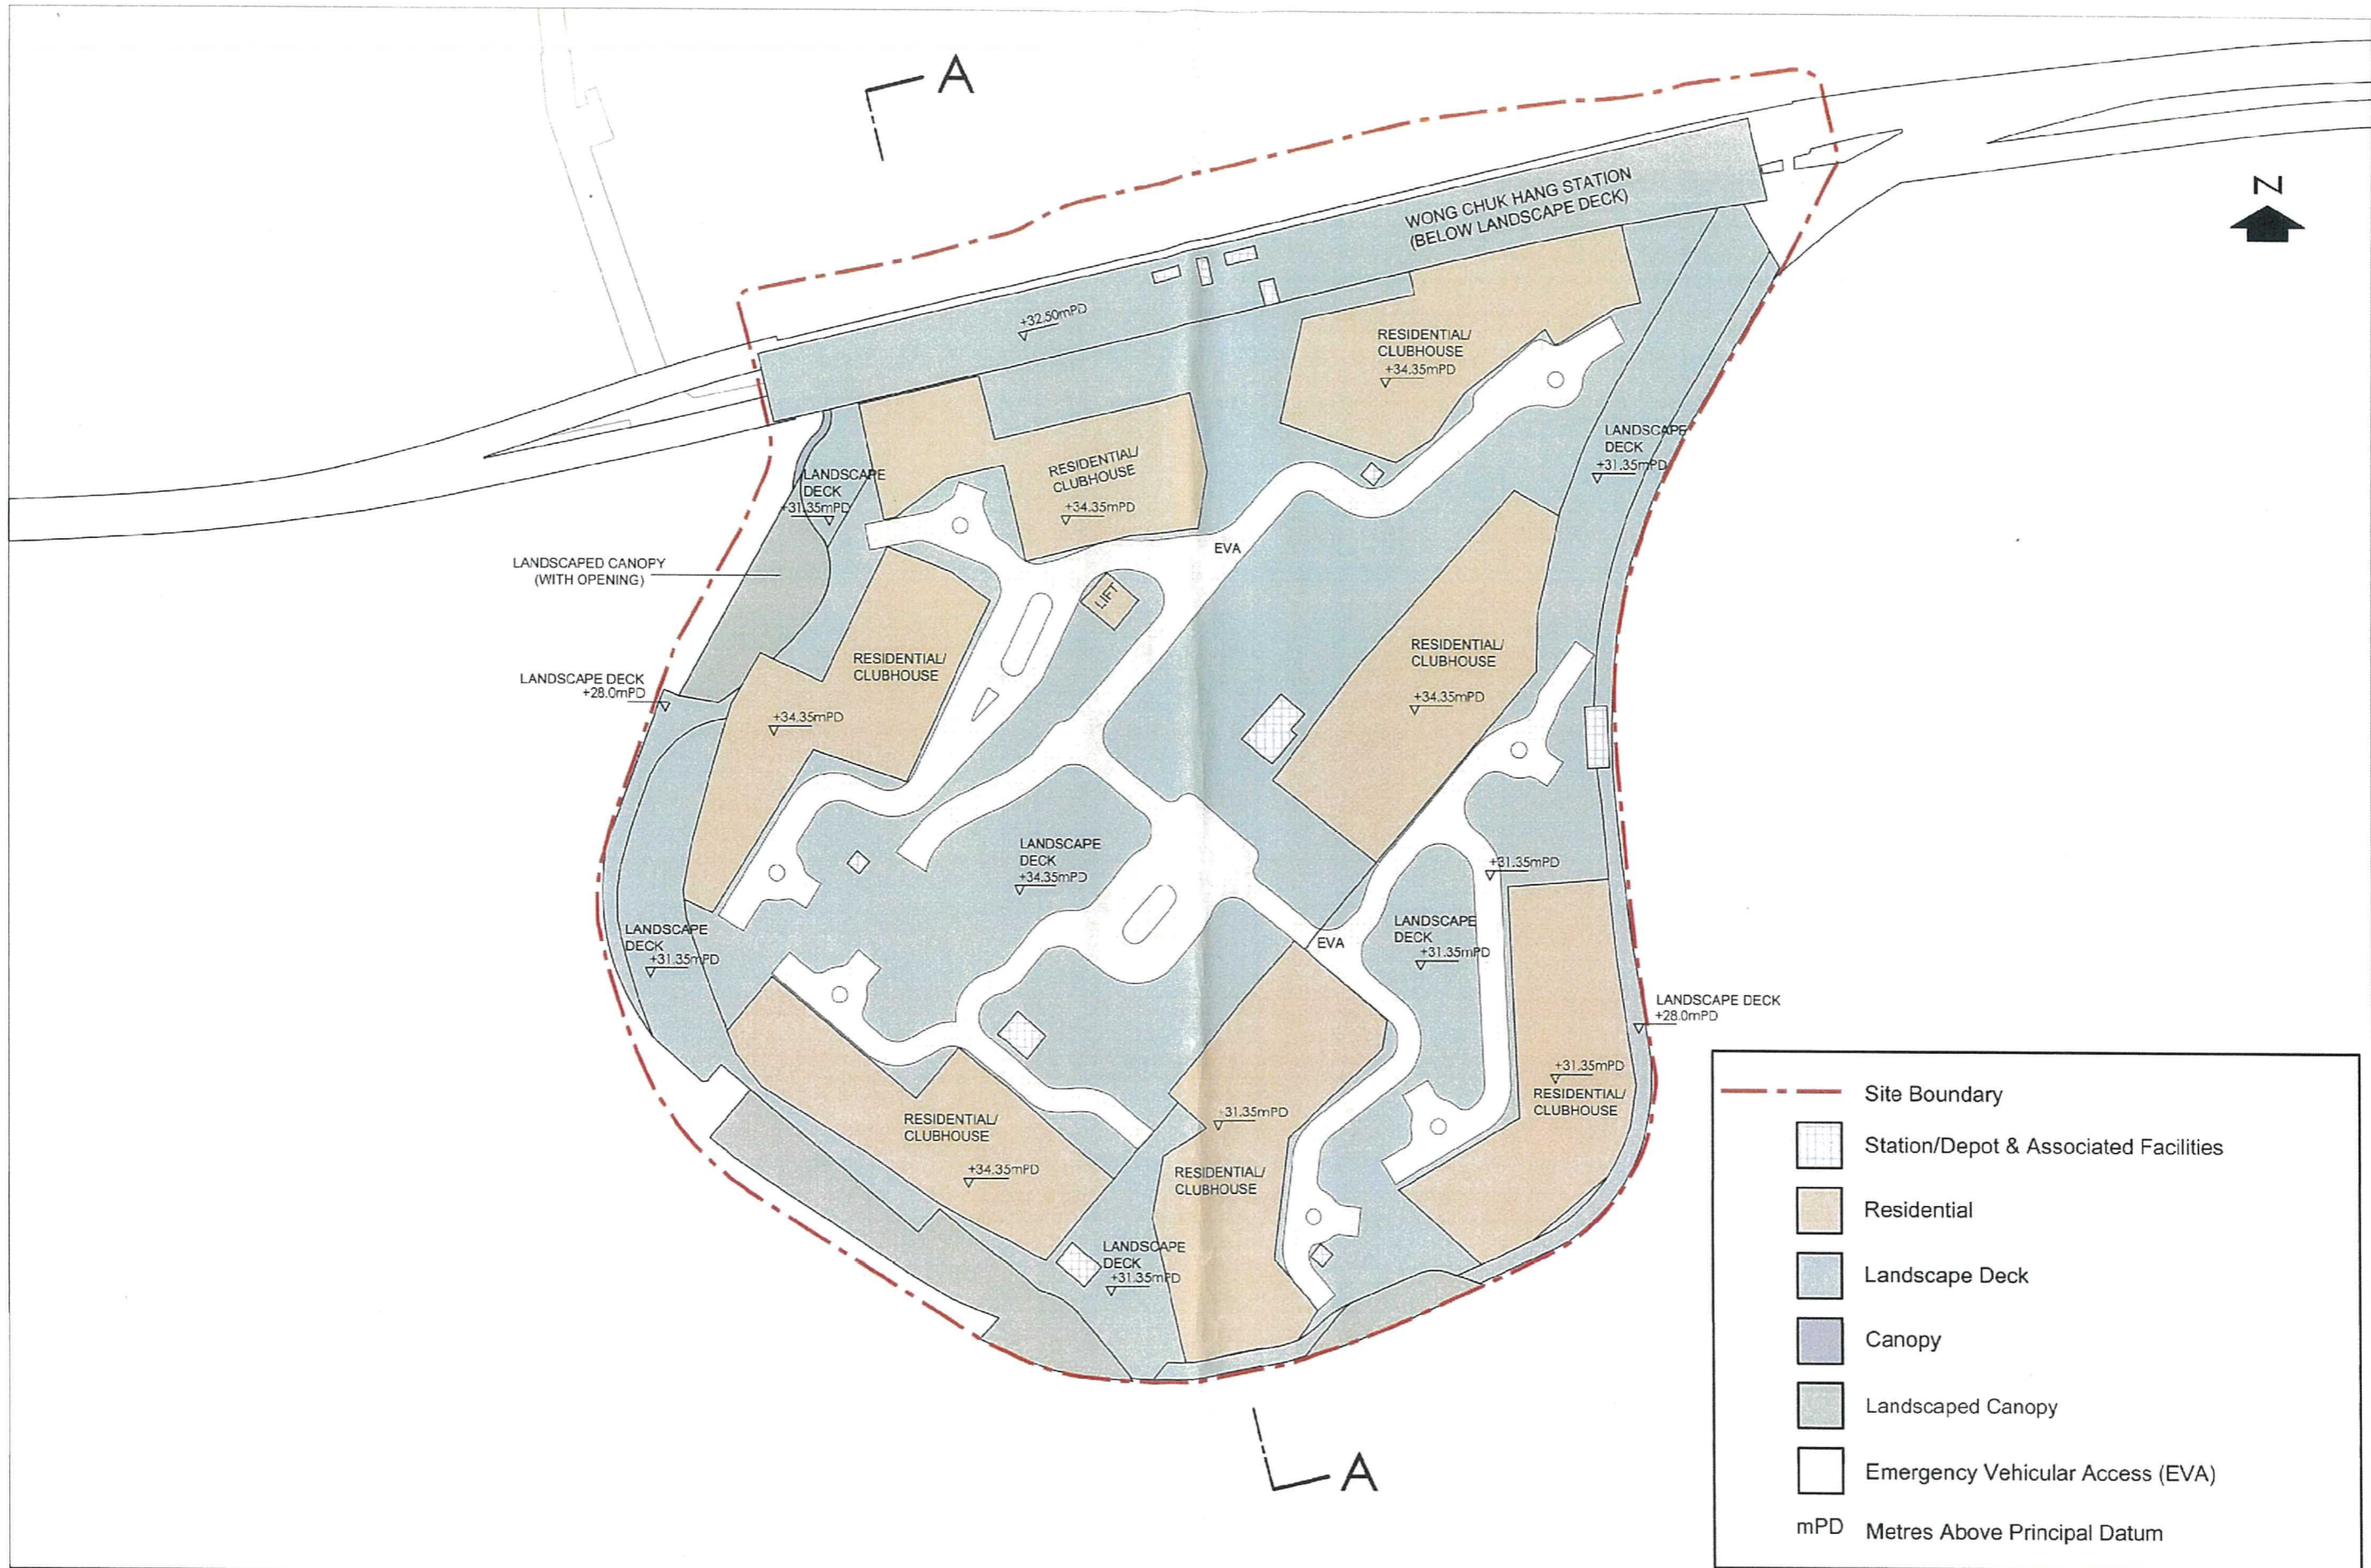 A
N
WONG CHUK HANG STATION
(BELOW LANDSCAPE DECK)
+32.50mPD
RESIDENTIAL/
CLUBHOUSE
+34.35mPD
LANDSCAPE
DECK
+31.35mPD
RESIDENTIAL/
CLUBHOUSE
+34.35mPD
LANDSCAPE
DECK
+31.35mPD
EVA
LANDSCAPED CANOPY
(WITH OPENING)
LIFT
RESIDENTIAL/
CLUBHOUSE
+34.35mPD
LANDSCAPE DECK
+28.0mPD
RESIDENTIAL/
CLUBHOUSE
+34.35mPD
LANDSCAPE
DECK
+34.35mPD
+31.35mPD
LANDSCAPE
DECK
+31.35mPD
LANDSCAPE
DECK
+31.35mPD
EVA
LANDSCAPE DECK
+28.0mPD
RESIDENTIAL/
CLUBHOUSE
+34.35mPD
+31.35mPD
RESIDENTIAL/
CLUBHOUSE
+31.35mPD
RESIDENTIAL/
CLUBHOUSE
LANDSCAPE
DECK
+31.35mPD
A
Site Boundary
Station/Depot & Associated Facilities
Residential
Landscape Deck
Canopy
Landscaped Canopy
Emergency Vehicular Access (EVA)
mPD Metres Above Principal Datum